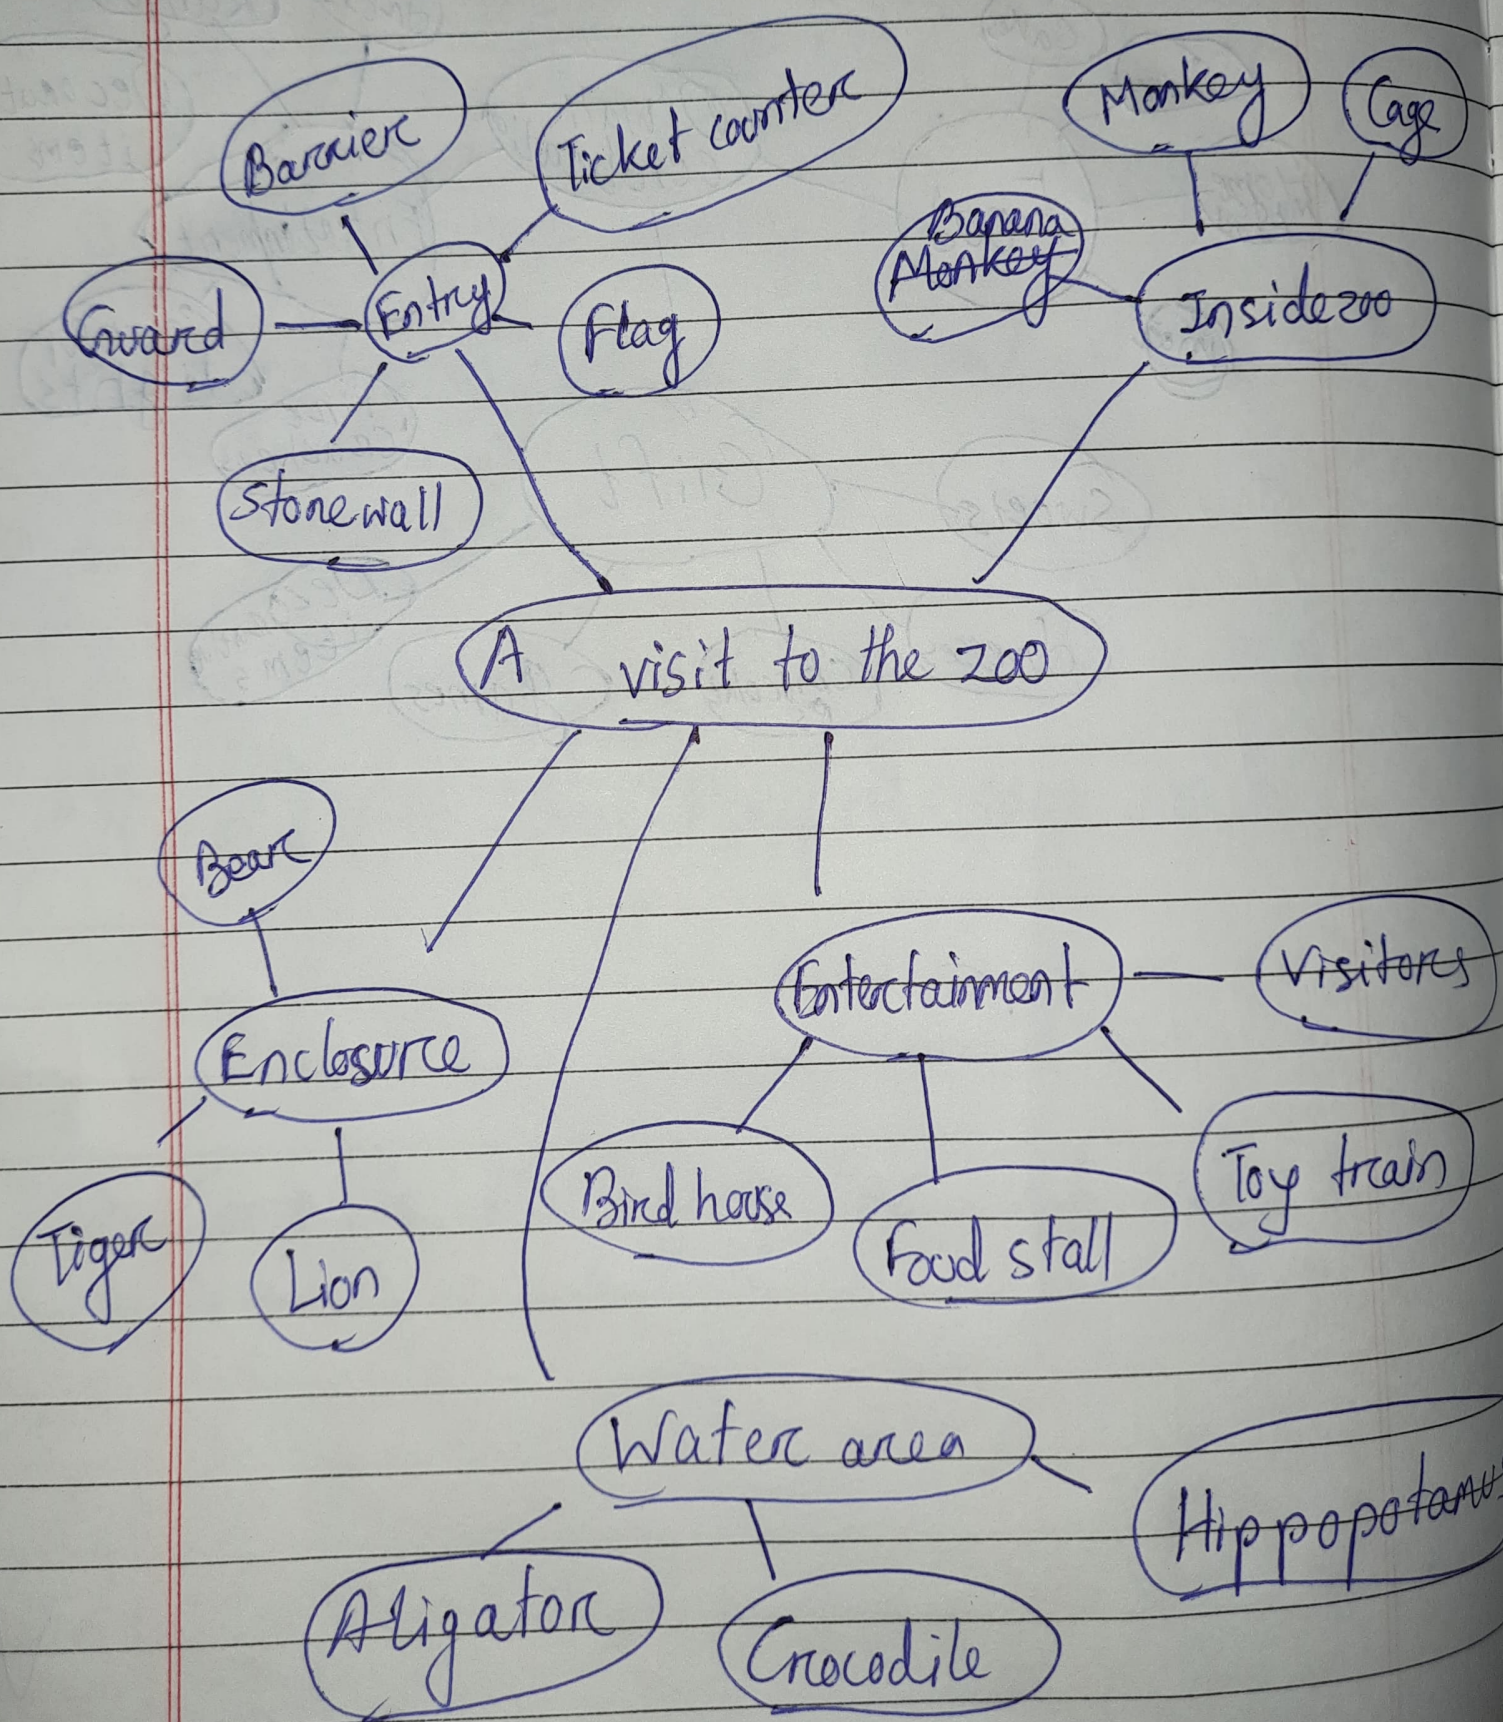 Barrier
Ticket counter
Monkey
Cage
Banana
Monkey
Guard
Entry
Flag
Inside zoo
Stone wall
A visit to the zoo
Bear
Enclosure
Entertainment
Visitors
Tiger
Lion
Bird house
Food stall
Toy train
Water area
Hippopotamus
Aligator
Crocodile